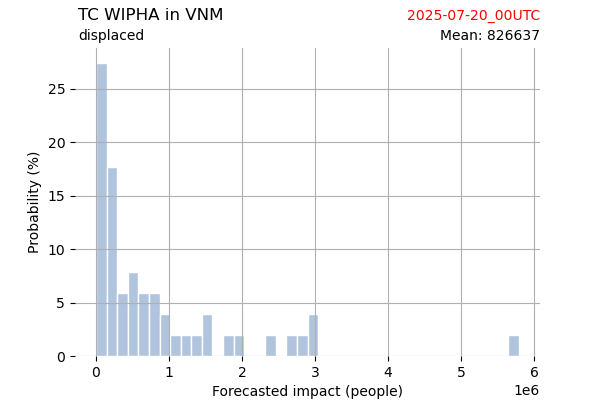 TC WIPHA in VNM
2025-07-20_00UTC
displaced
Mean: 826637
Probability (%)
25
20
15
10
5
0
0 1 2 3 4 5 6
1e6
Forecasted impact (people)